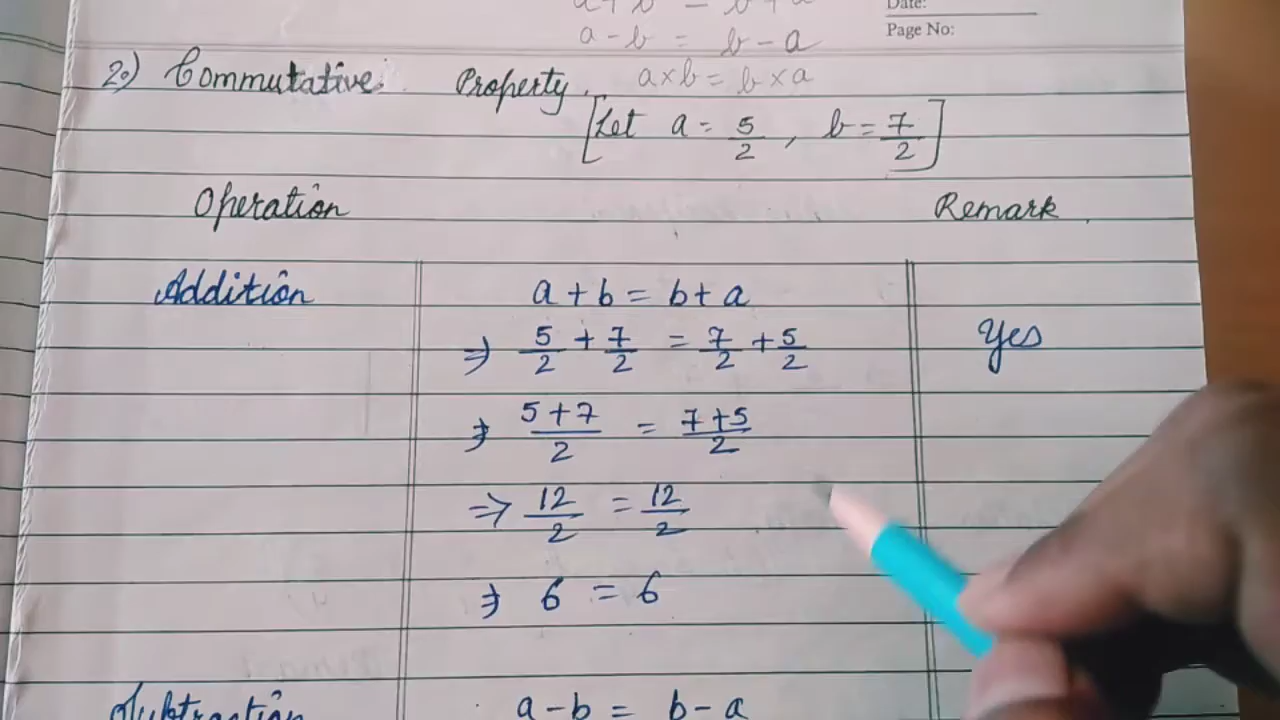 a+b = b+a
Date:
a-b = b-a
Page No:
2.) Commutative Property.
a×b = b×a
[Let a = 5/2, b = 7/2]
Operation Remark.
Addition a+b = b+a
⇒ 5/2 + 7/2 = 7/2 + 5/2 Yes
⇒ 5+7/2 = 7+5/2
⇒ 12/2 = 12/2
⇒ 6 = 6
Subtraction a-b = b-a